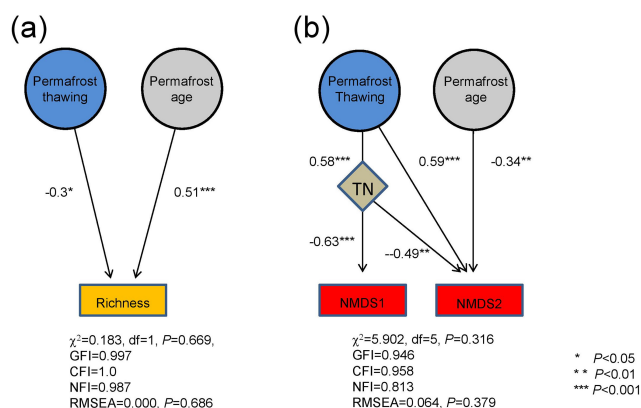 (a)
Permafrost
thawing
Permafrost
age
-0.3*
0.51***
Richness
χ²=0.183, df=1, P=0.669,
GFI=0.997
CFI=1.0
NFI=0.987
RMSEA=0.000, P=0.686
(b)
Permafrost
Thawing
Permafrost
age
0.58***
0.59***
-0.34**
TN
-0.63***
--0.49**
NMDS1
NMDS2
χ²=5.902, df=5, P=0.316
GFI=0.946
CFI=0.958
NFI=0.813
RMSEA=0.064, P=0.379
* P<0.05
* * P<0.01
*** P<0.001